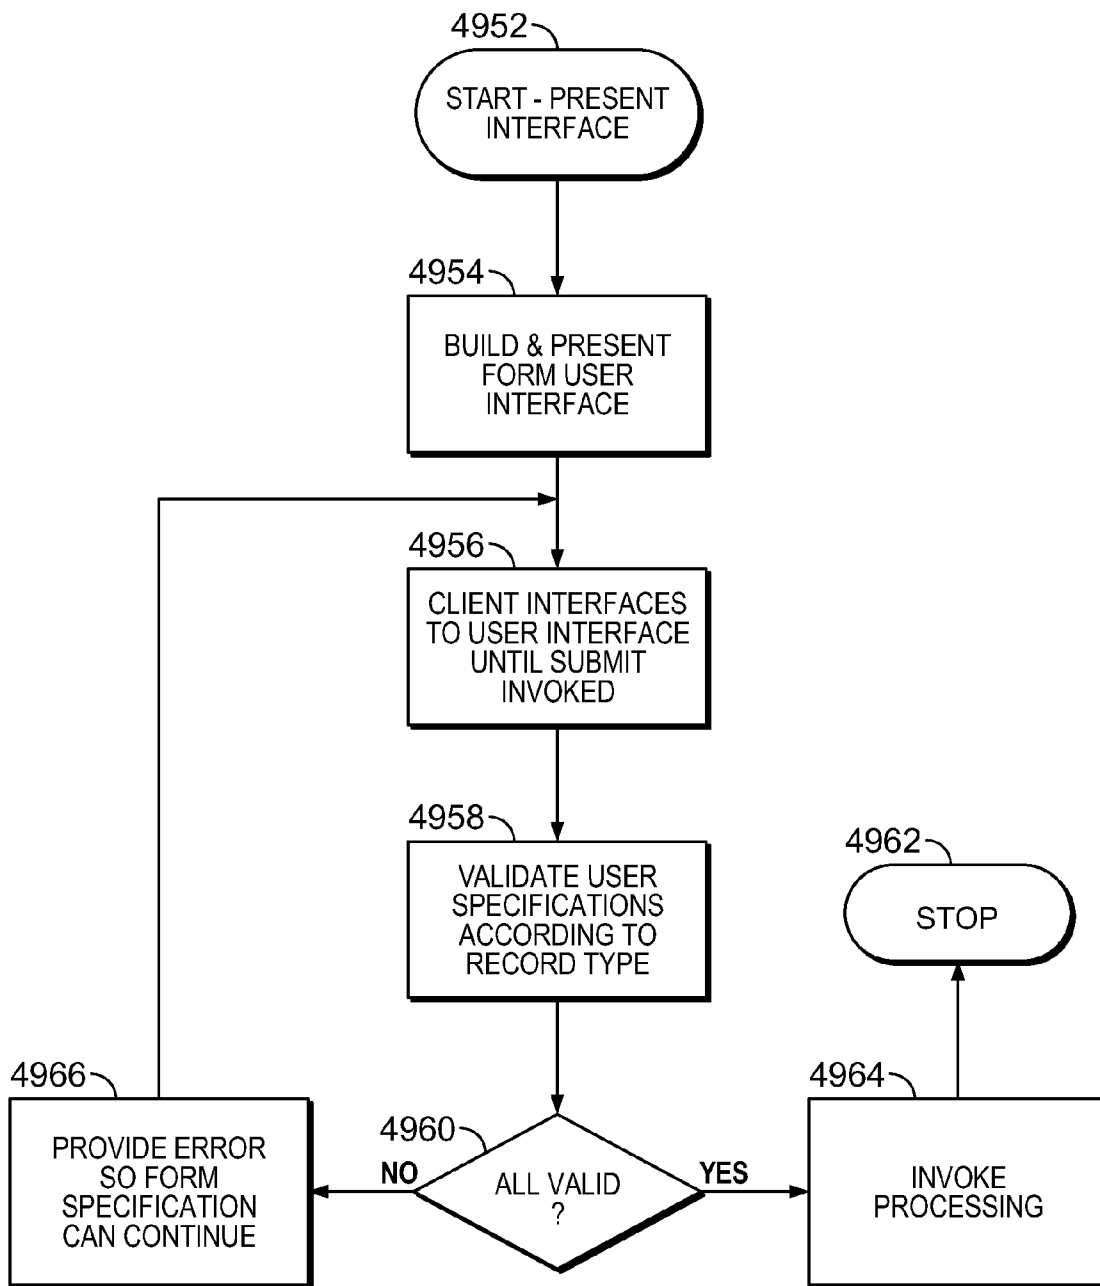 4952
START - PRESENT
INTERFACE
4954
BUILD & PRESENT
FORM USER
INTERFACE
4956
CLIENT INTERFACES
TO USER INTERFACE
UNTIL SUBMIT
INVOKED
4958
VALIDATE USER
SPECIFICATIONS
ACCORDING TO
RECORD TYPE
4962
STOP
4966
PROVIDE ERROR
SO FORM
SPECIFICATION
CAN CONTINUE
4960
NO
ALL VALID
?
YES
4964
INVOKE
PROCESSING